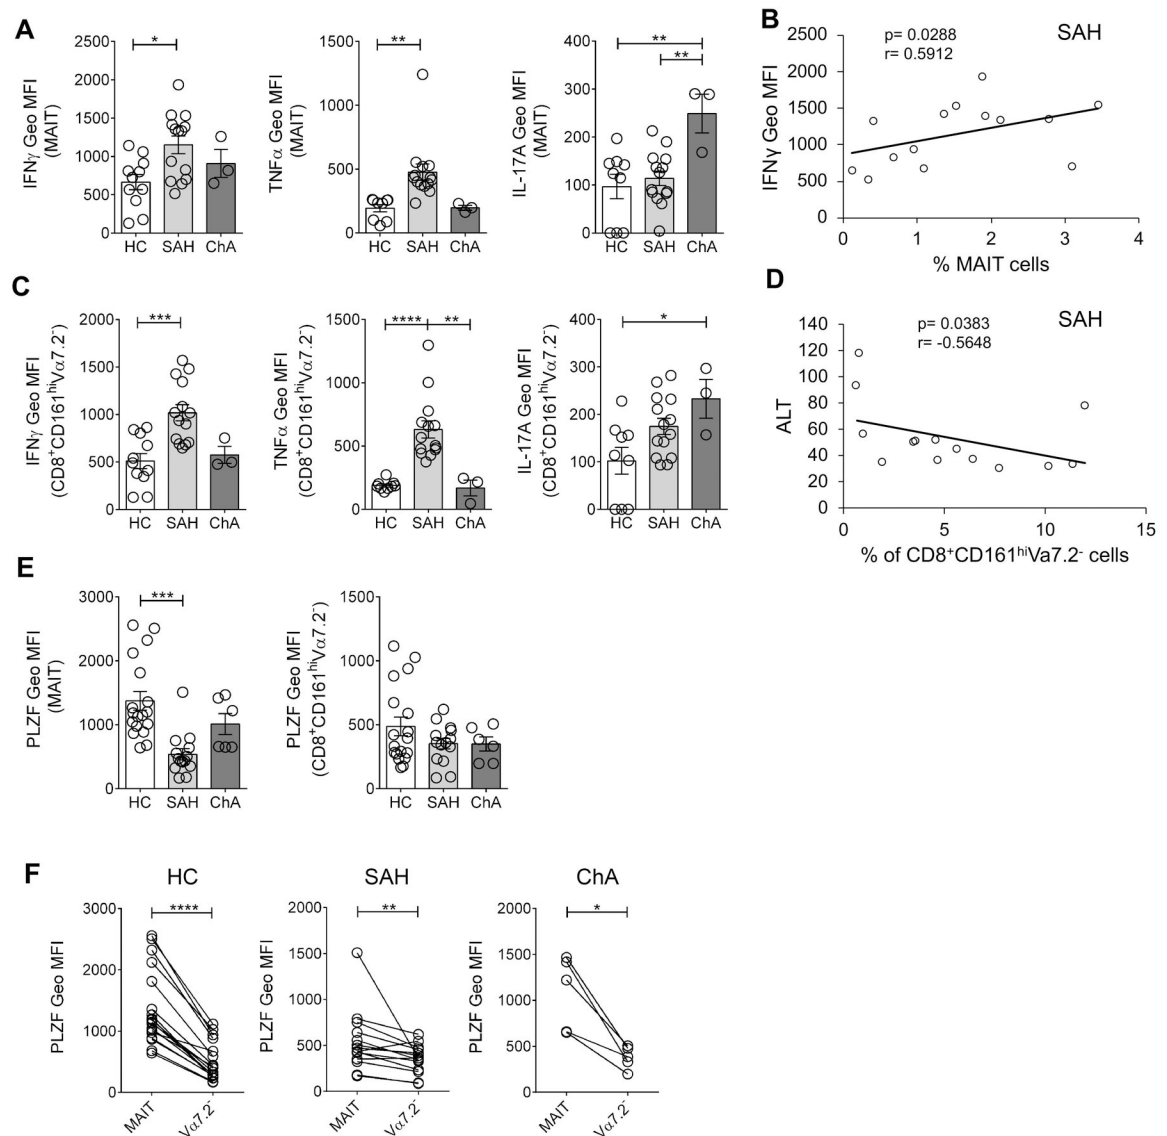 A
IFNγ Geo MFI
(MAIT)
2500
2000
1500
1000
500
0
*
HC SAH ChA
TNFα Geo MFI
(MAIT)
1500
1000
500
0
**
HC SAH ChA
IL-17A Geo MFI
(MAIT)
400
300
200
100
0
**
**
HC SAH ChA
B
IFNγ Geo MFI
2500
2000
1500
1000
500
0
p= 0.0288
r= 0.5912
SAH
0 1 2 3 4
% MAIT cells
C
IFNγ Geo MFI
(CD8⁺CD161ʰⁱVα7.2⁻)
2000
1500
1000
500
0
***
HC SAH ChA
TNFα Geo MFI
(CD8⁺CD161ʰⁱVα7.2⁻)
1500
1000
500
0
**** **
HC SAH ChA
IL-17A Geo MFI
(CD8⁺CD161ʰⁱVα7.2⁻)
400
300
200
100
0
*
HC SAH ChA
D
ALT
140
120
100
80
60
40
20
0
p= 0.0383
r= -0.5648
SAH
0 5 10 15
% of CD8⁺CD161ʰⁱVa7.2⁻ cells
E
PLZF Geo MFI
(MAIT)
3000
2000
1000
0
***
HC SAH ChA
PLZF Geo MFI
(CD8⁺CD161ʰⁱVα7.2⁻)
1500
1000
500
0
HC SAH ChA
F
HC
PLZF Geo MFI
3000
2000
1000
0
****
MAIT Vα7.2⁻
SAH
PLZF Geo MFI
2000
1500
1000
500
0
**
MAIT Vα7.2⁻
ChA
PLZF Geo MFI
2000
1500
1000
500
0
*
MAIT Vα7.2⁻